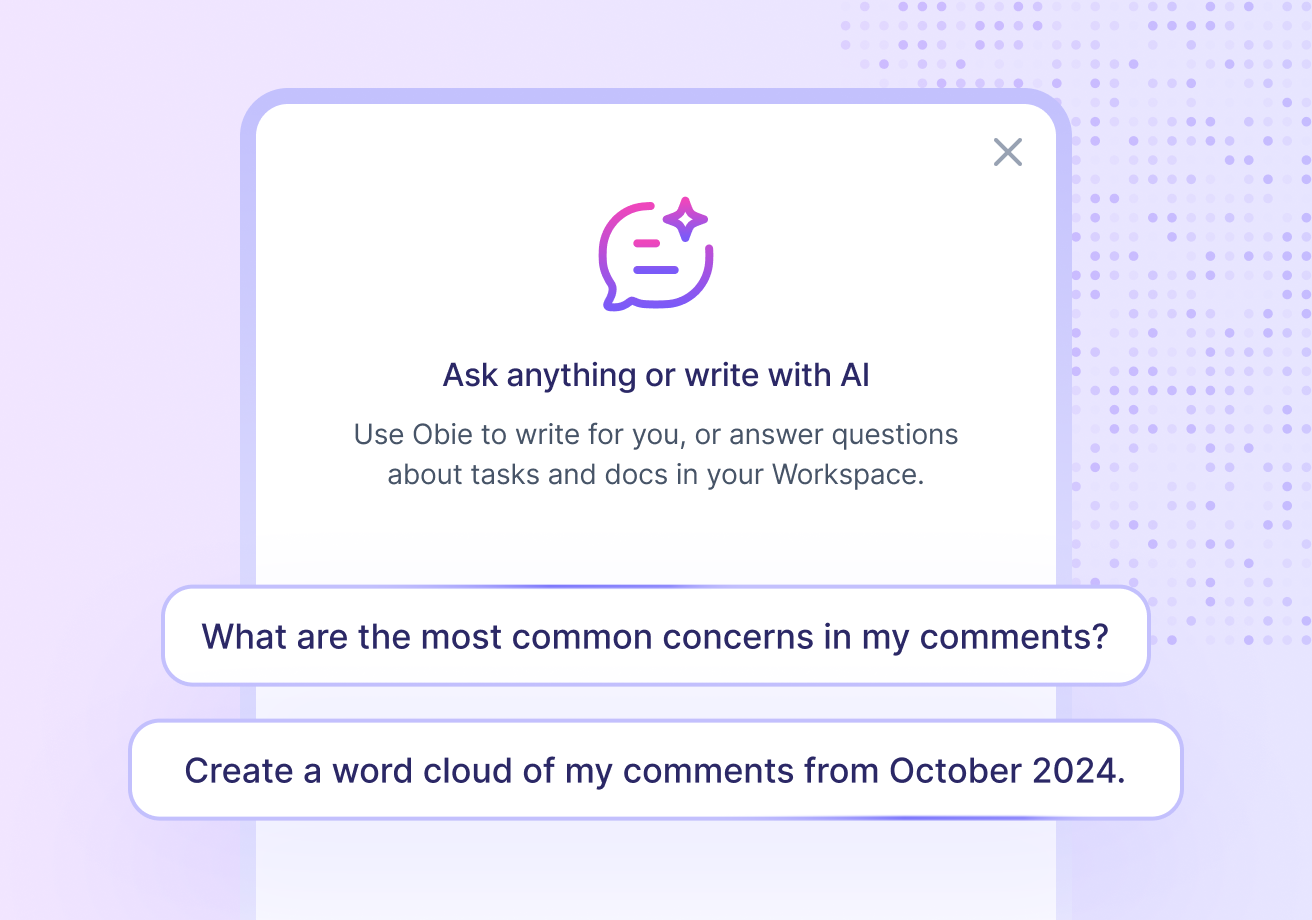 Ask anything or write with AI
Use Obie to write for you, or answer questions
about tasks and docs in your Workspace.
What are the most common concerns in my comments?
Create a word cloud of my comments from October 2024.